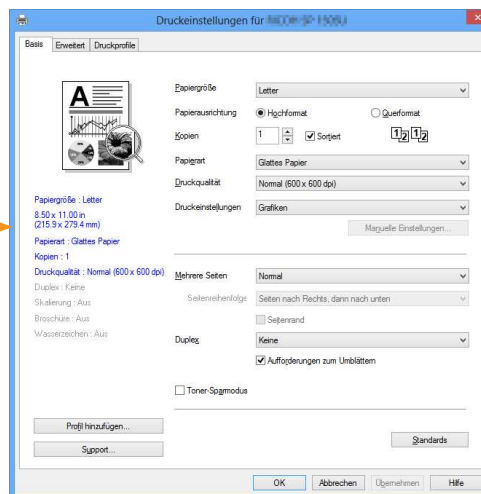 Druckeinstellungen für
Basis Erweitert Druckprofile
A
Papiergröße Letter
Papierausrichtung Hochformat Querformat
Kopien 1 Sortiert 1 2 1 2
Papierart Glattes Papier
Druckqualität Normal (600 x 600 dpi)
Druckeinstellungen Grafiken
Manuelle Einstellungen...
Papiergröße : Letter
8.50 x 11.00 in
(215.9 x 279.4 mm)
Papierart : Glattes Papier
Kopien : 1
Druckqualität : Normal (600 x 600 dpi)
Duplex : Keine
Skalierung : Aus
Broschüre : Aus
Wasserzeichen : Aus
Mehrere Seiten Normal
Seitenreihenfolge Seiten nach Rechts, dann nach unten
Seitenrand
Duplex Keine
Aufforderungen zum Umblättern
Toner-Sparmodus
Profil hinzufügen...
Support...
Standards
OK Abbrechen Übernehmen Hilfe